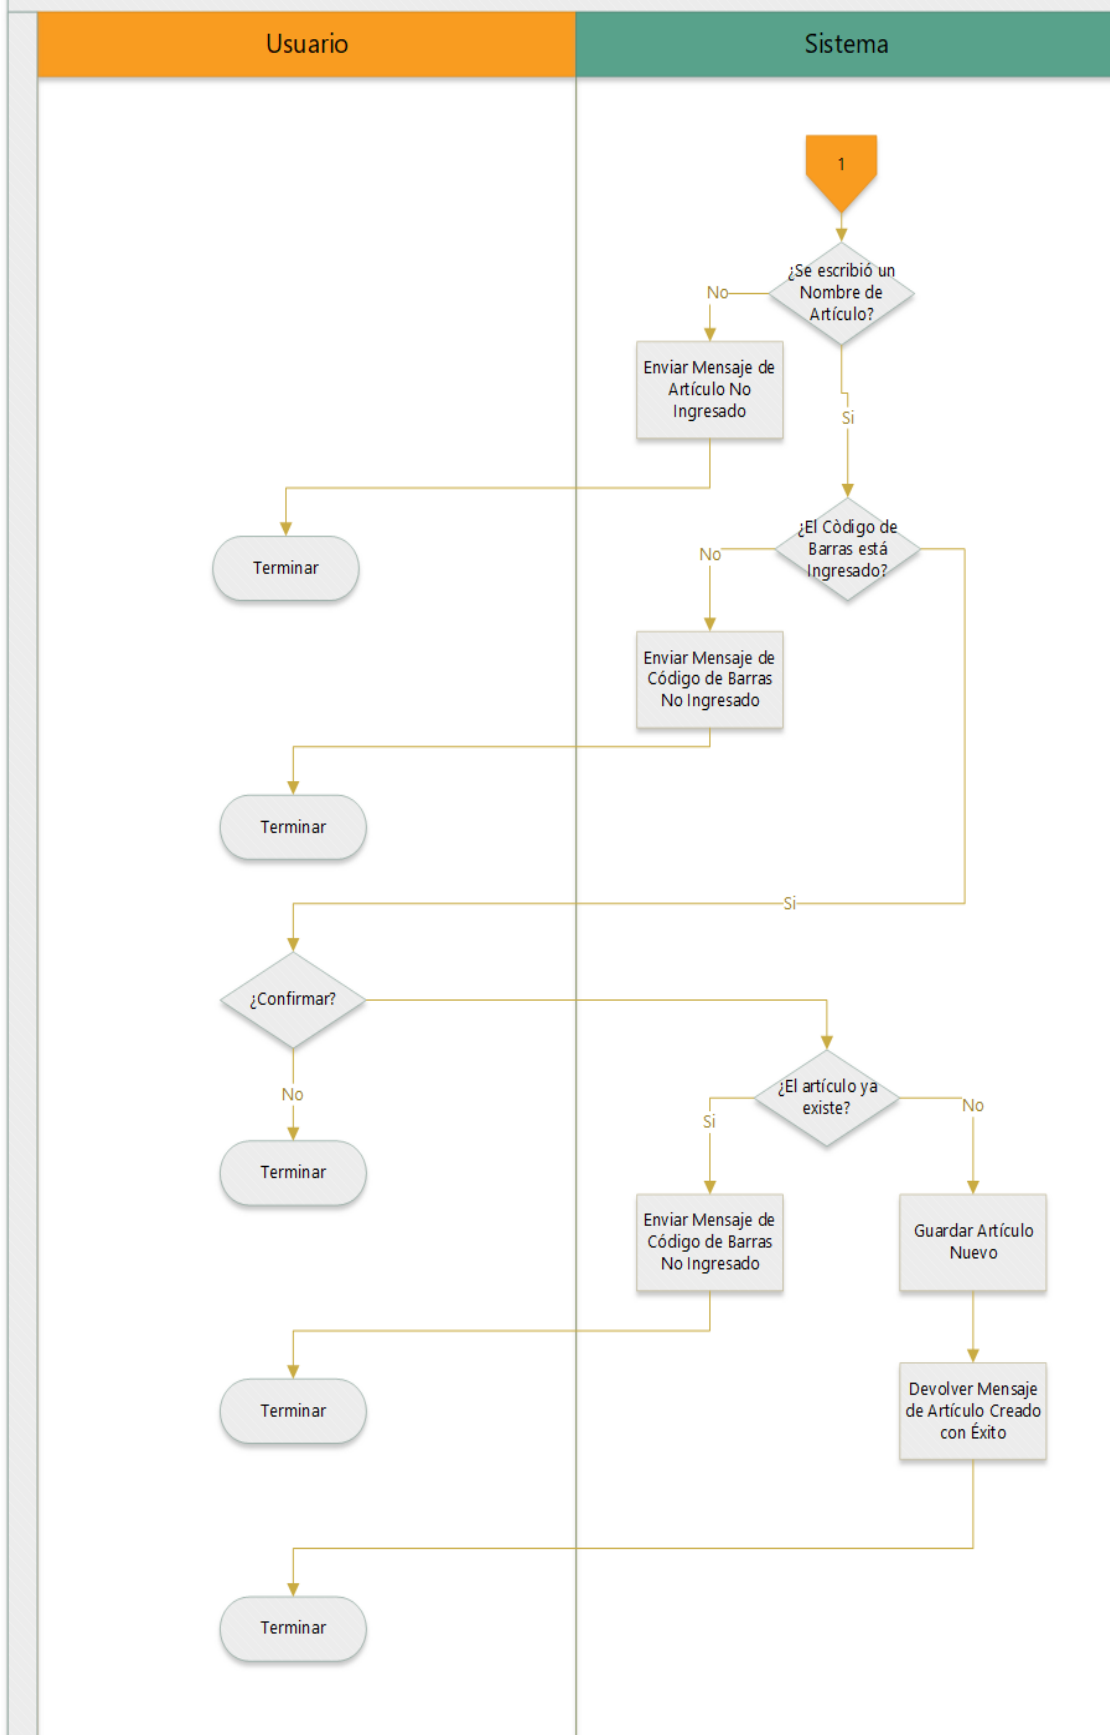 Usuario
Sistema
1
¿Se escribió un
Nombre de
Artículo?
No
Enviar Mensaje de
Artículo No
Ingresado
Si
Terminar
¿El Còdigo de
Barras está
Ingresado?
No
Enviar Mensaje de
Código de Barras
No Ingresado
Terminar
Si
¿Confirmar?
No
Terminar
¿El artículo ya
existe?
Si
No
Enviar Mensaje de
Código de Barras
No Ingresado
Guardar Artículo
Nuevo
Terminar
Devolver Mensaje
de Artículo Creado
con Éxito
Terminar